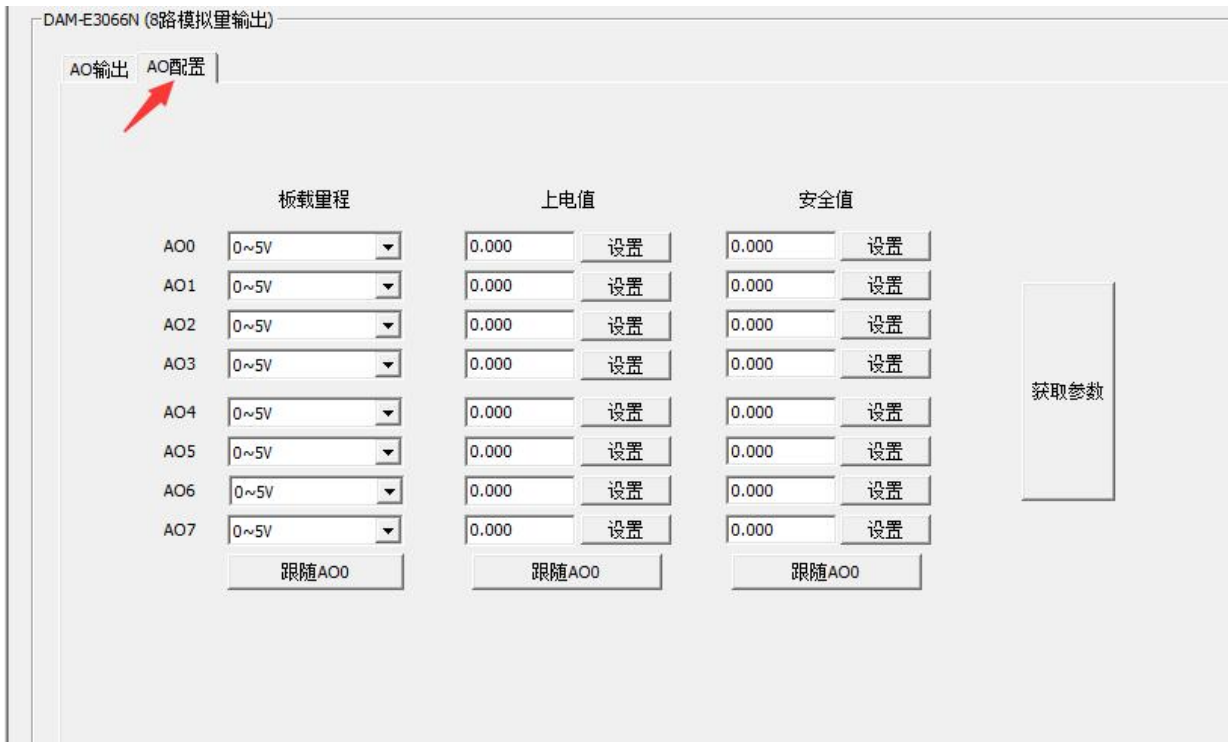 DAM-E3066N (8路模拟量输出)
AO输出 AO配置
板载量程 上电值 安全值
AO0 0~5V 0.000 设置 0.000 设置
AO1 0~5V 0.000 设置 0.000 设置
AO2 0~5V 0.000 设置 0.000 设置
AO3 0~5V 0.000 设置 0.000 设置
获取参数
AO4 0~5V 0.000 设置 0.000 设置
AO5 0~5V 0.000 设置 0.000 设置
AO6 0~5V 0.000 设置 0.000 设置
AO7 0~5V 0.000 设置 0.000 设置
跟随AO0 跟随AO0 跟随AO0